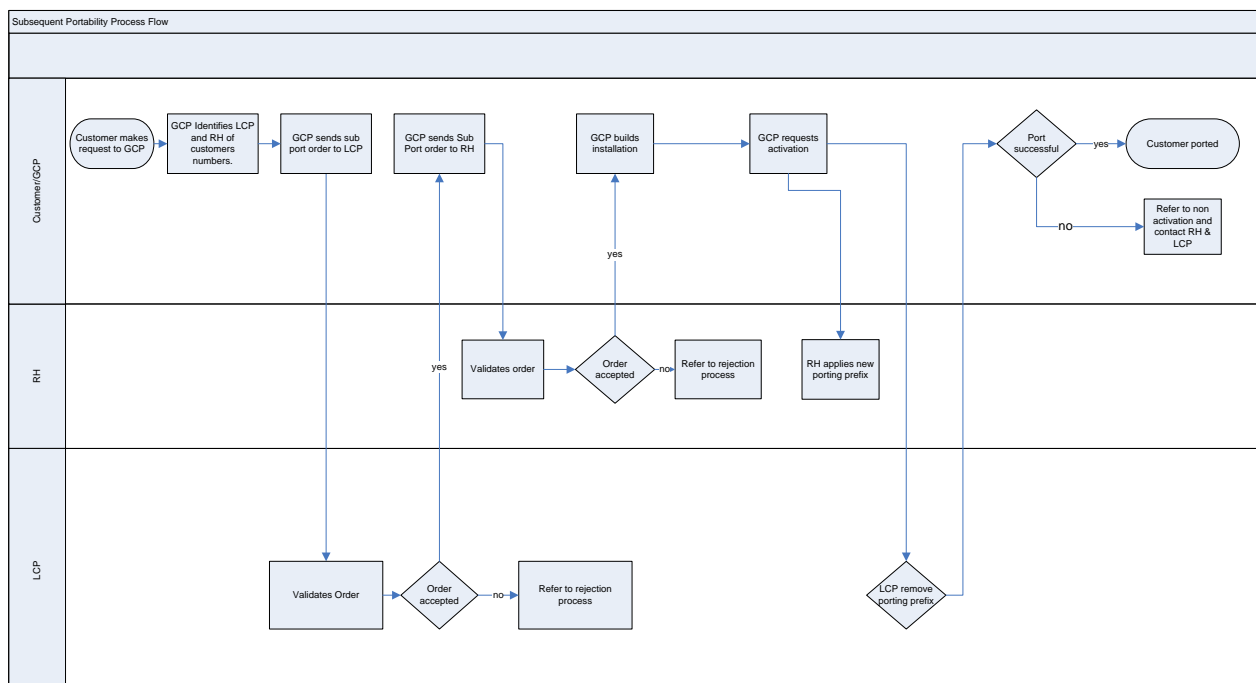 Subsequent Portability Process Flow
Customer/GCP
Customer makes
request to GCP
GCP Identifies LCP
and RH of
customers
numbers.
GCP sends sub
port order to LCP
GCP sends Sub
Port order to RH
GCP builds
installation
GCP requests
activation
Port
successful
yes
Customer ported
no
Refer to non
activation and
contact RH &
LCP
yes
RH
Validates order
Order
accepted
no
Refer to rejection
process
RH applies new
porting prefix
yes
LCP
Validates Order
Order
accepted
no
Refer to rejection
process
LCP remove
porting prefix